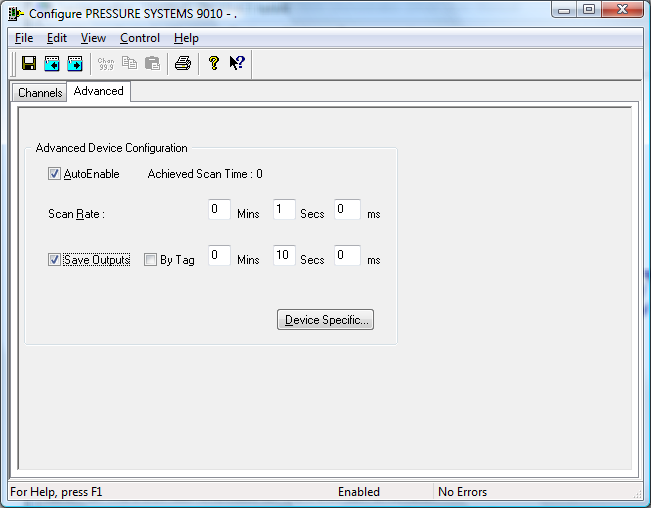 Configure PRESSURE SYSTEMS 9010 - .
File Edit View Control Help
Chan
99.9
Channels Advanced
Advanced Device Configuration
AutoEnable Achieved Scan Time : 0
Scan Rate : 0 Mins 1 Secs 0 ms
Save Outputs By Tag 0 Mins 10 Secs 0 ms
Device Specific...
For Help, press F1 Enabled No Errors